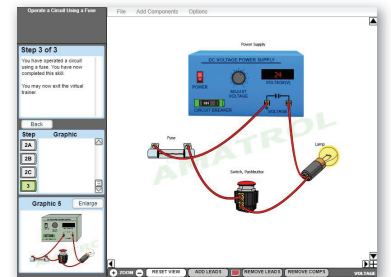 Operate a Circuit Using a Fuse
File Add Components Options
Step 3 of 3
You have operated a circuit
using a fuse. You have now
completed this skill.
You may now exit the virtual
trainer.
Back
Step Graphic
2A
2B
2C
3
Graphic 5 Enlarge
Power Supply
DC VOLTAGE POWER SUPPLY
24
VOLTS
POWER
ADJUST
VOLTAGE
CIRCUIT BREAKER
VOLTAGE
Fuse
Lamp
Switch, Pushbutton
AMATROL
ZOOM RESET VIEW ADD LEADS REMOVE LEADS REMOVE COMPS VOLTAGE